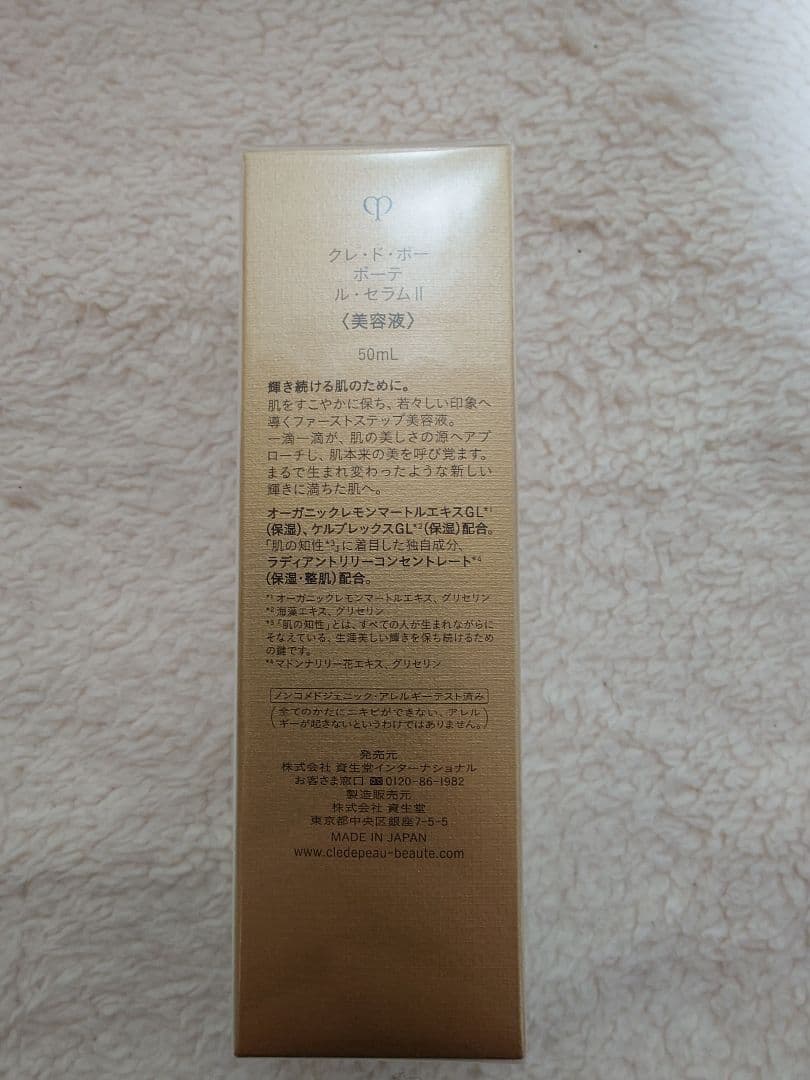 クレ・ド・ポー
ボーテ
ル・セラムII
〈美容液〉
50mL
輝き続ける肌のために。
肌をすこやかに保ち、若々しい印象へ
導くファーストステップ美容液。
一滴一滴が、肌の美しさの源へアプ
ローチし、肌本来の美を呼び覚ます。
まるで生まれ変わったような新しい
輝きに満ちた肌へ。
オーガニックレモンマートルエキスGL*1
(保湿)、ケルプレックスGL*2(保湿)配合。
「肌の知性*3」に着目した独自成分、
ラディアントリリーコンセントレート*4
(保湿・整肌)配合。
*1 オーガニックレモンマートルエキス、グリセリン
*2 海藻エキス、グリセリン
*3「肌の知性」とは、すべての人が生まれながらに
そなえている、生涯美しい輝きを保ち続けるため
の鍵です。
*4 マドンナリリー花エキス、グリセリン
ノンコメドジェニック・アレルギーテスト済み
(全てのかたにニキビができない、アレル
ギーが起きないというわけではありません。)
発売元
株式会社 資生堂インターナショナル
お客さま窓口 0120-86-1982
製造販売元
株式会社 資生堂
東京都中央区銀座7-5-5
MADE IN JAPAN
www.cledepeau-beaute.com